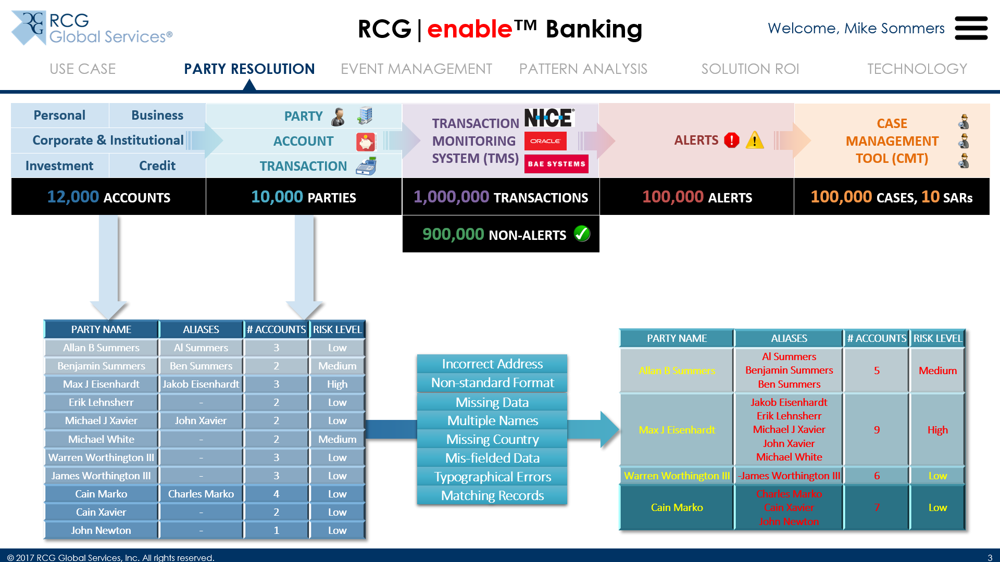 RCG
Global Services®
RCG|enable™ Banking
Welcome, Mike Sommers
USE CASE
PARTY RESOLUTION
EVENT MANAGEMENT
PATTERN ANALYSIS
SOLUTION ROI
TECHNOLOGY
Personal
Business
Corporate & Institutional
Investment
Credit
PARTY
ACCOUNT
TRANSACTION
TRANSACTION
MONITORING
SYSTEM (TMS)
NICE®
ORACLE®
BAE SYSTEMS
ALERTS
CASE
MANAGEMENT
TOOL (CMT)
12,000 ACCOUNTS
10,000 PARTIES
1,000,000 TRANSACTIONS
100,000 ALERTS
100,000 CASES, 10 SARs
900,000 NON-ALERTS
PARTY NAME ALIASES # ACCOUNTS RISK LEVEL
Allan B Summers Al Summers 3 Low
Benjamin Summers Ben Summers 2 Medium
Max J Eisenhardt Jakob Eisenhardt 3 High
Erik Lehnsherr - 2 Low
Michael J Xavier John Xavier 2 Low
Michael White - 2 Medium
Warren Worthington III - 3 Low
James Worthington III - 3 Low
Cain Marko Charles Marko 4 Low
Cain Xavier - 2 Low
John Newton - 1 Low
Incorrect Address
Non-standard Format
Missing Data
Multiple Names
Missing Country
Mis-fielded Data
Typographical Errors
Matching Records
PARTY NAME ALIASES # ACCOUNTS RISK LEVEL
Al Summers
Allan B Summers Benjamin Summers 5 Medium
Ben Summers
Jakob Eisenhardt
Erik Lehnsherr
Max J Eisenhardt Michael J Xavier 9 High
John Xavier
Michael White
Warren Worthington III -James Worthington III 6 Low
Charles Marko
Cain Marko Cain Xavier 7 Low
John Newton
© 2017 RCG Global Services, Inc. All rights reserved.
3